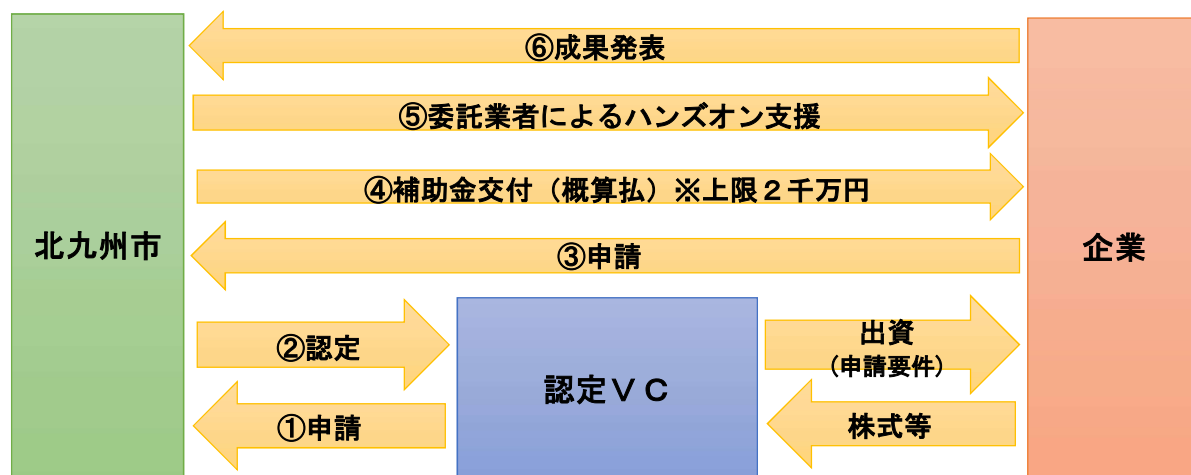 ⑥成果発表
⑤委託業者によるハンズオン支援
④補助金交付（概算払）※上限２千万円
北九州市
③申請
企業
②認定
出資
（申請要件）
認定ＶＣ
①申請
株式等